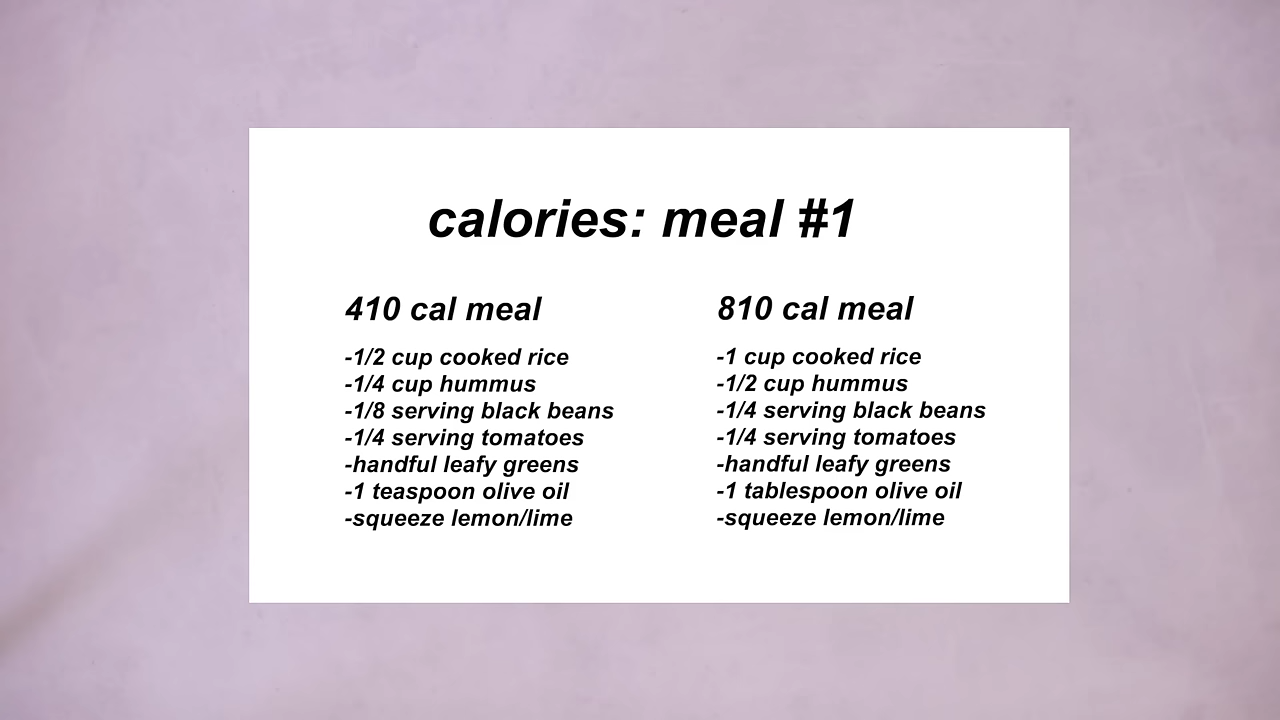 calories: meal #1
410 cal meal
-1/2 cup cooked rice
-1/4 cup hummus
-1/8 serving black beans
-1/4 serving tomatoes
-handful leafy greens
-1 teaspoon olive oil
-squeeze lemon/lime
810 cal meal
-1 cup cooked rice
-1/2 cup hummus
-1/4 serving black beans
-1/4 serving tomatoes
-handful leafy greens
-1 tablespoon olive oil
-squeeze lemon/lime